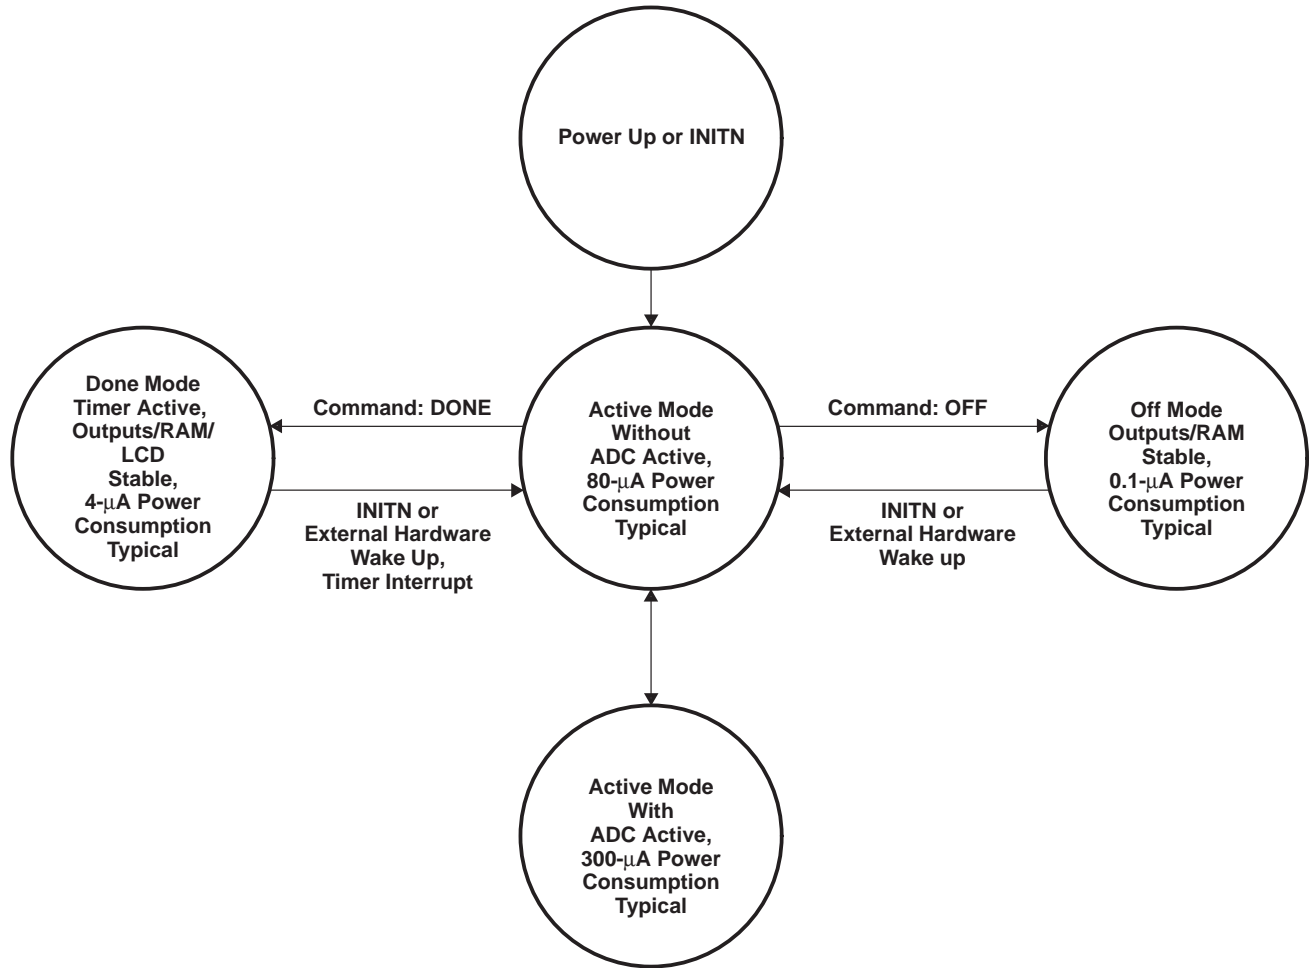 Power Up or INITN
Done Mode
Timer Active,
Outputs/RAM/
LCD
Stable,
4-μA Power
Consumption
Typical
Command: DONE
INITN or
External Hardware
Wake Up,
Timer Interrupt
Active Mode
Without
ADC Active,
80-μA Power
Consumption
Typical
Command: OFF
INITN or
External Hardware
Wake up
Off Mode
Outputs/RAM
Stable,
0.1-μA Power
Consumption
Typical
Active Mode
With
ADC Active,
300-μA Power
Consumption
Typical